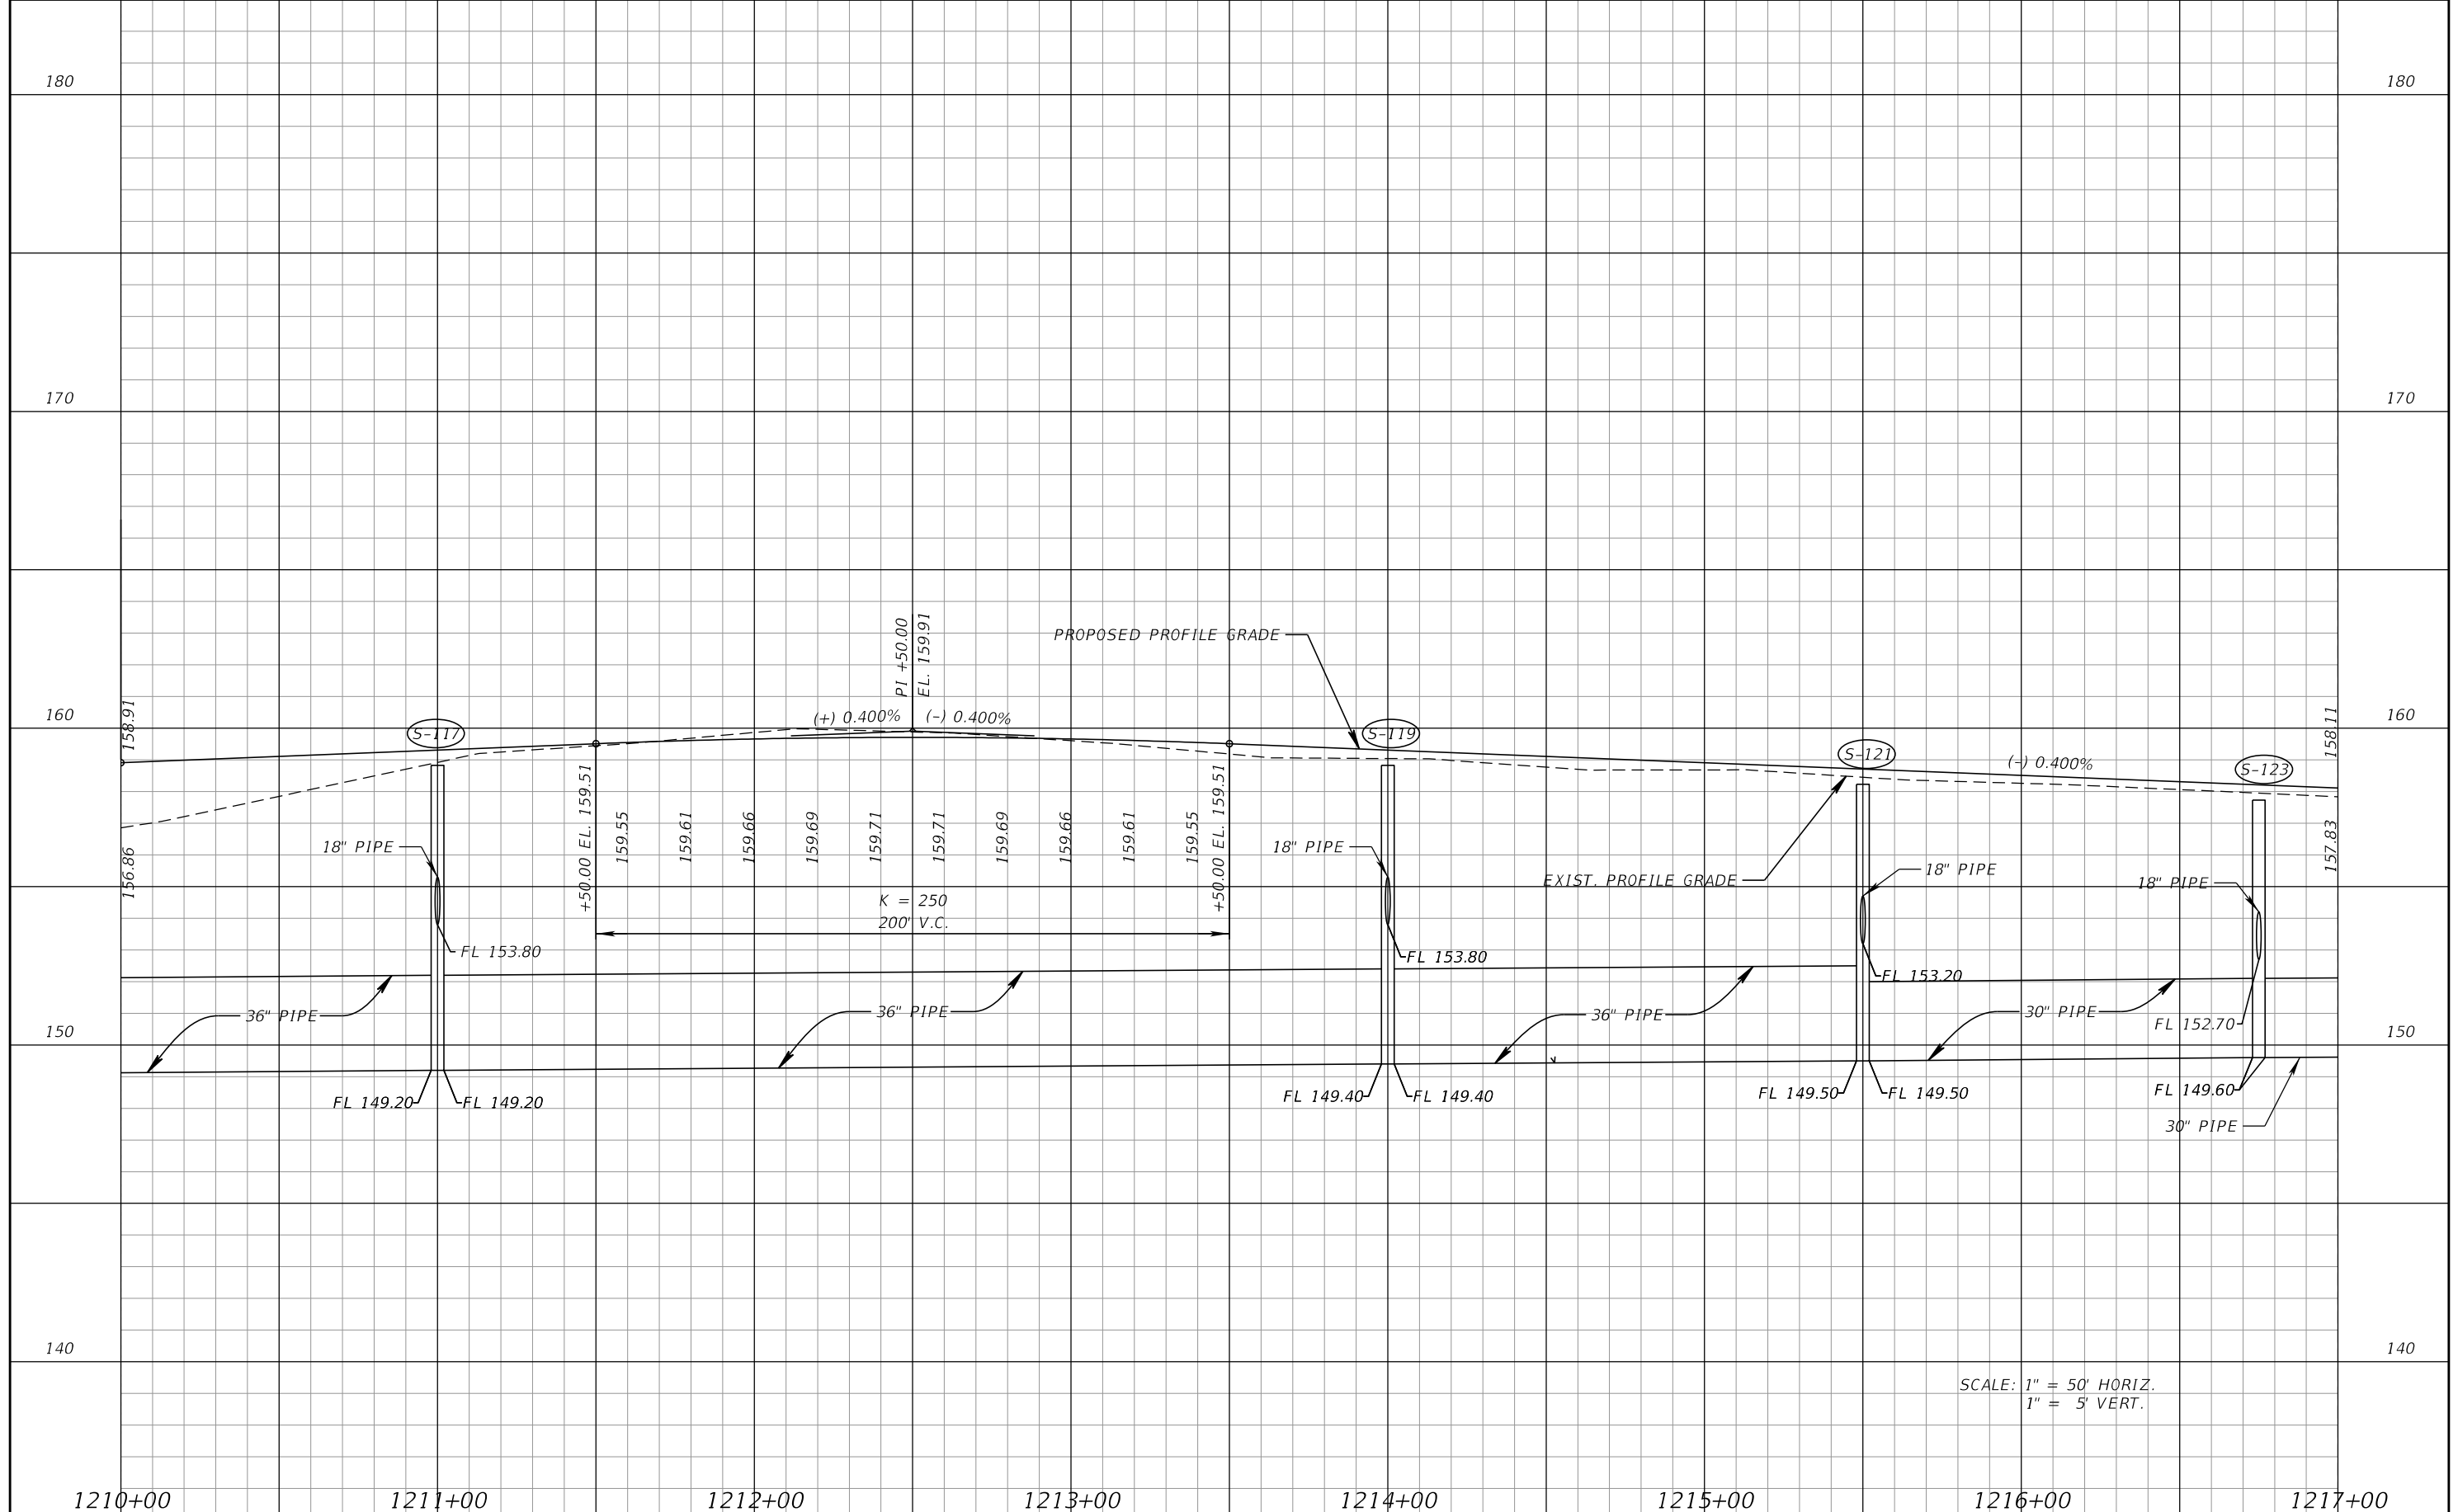 180
180
170
170
PI +50.00
EL. 159.91
PROPOSED PROFILE GRADE
160
160
158.91
158.11
S-117
(+) 0.400%
(-) 0.400%
S-119
S-121
(-) 0.400%
S-123
+50.00 EL. 159.51
159.55
159.61
159.66
159.69
159.71
159.71
159.69
159.66
159.61
159.55
+50.00 EL. 159.51
156.86
157.83
18" PIPE
18" PIPE
18" PIPE
18" PIPE
EXIST. PROFILE GRADE
K = 250
200' V.C.
FL 153.80
FL 153.80
FL 153.20
FL 152.70
36" PIPE
36" PIPE
36" PIPE
30" PIPE
150
150
FL 149.20
FL 149.20
FL 149.40
FL 149.40
FL 149.50
FL 149.50
FL 149.60
30" PIPE
140
140
SCALE: 1" = 50' HORIZ.
1" = 5' VERT.
1210+00
1211+00
1212+00
1213+00
1214+00
1215+00
1216+00
1217+00